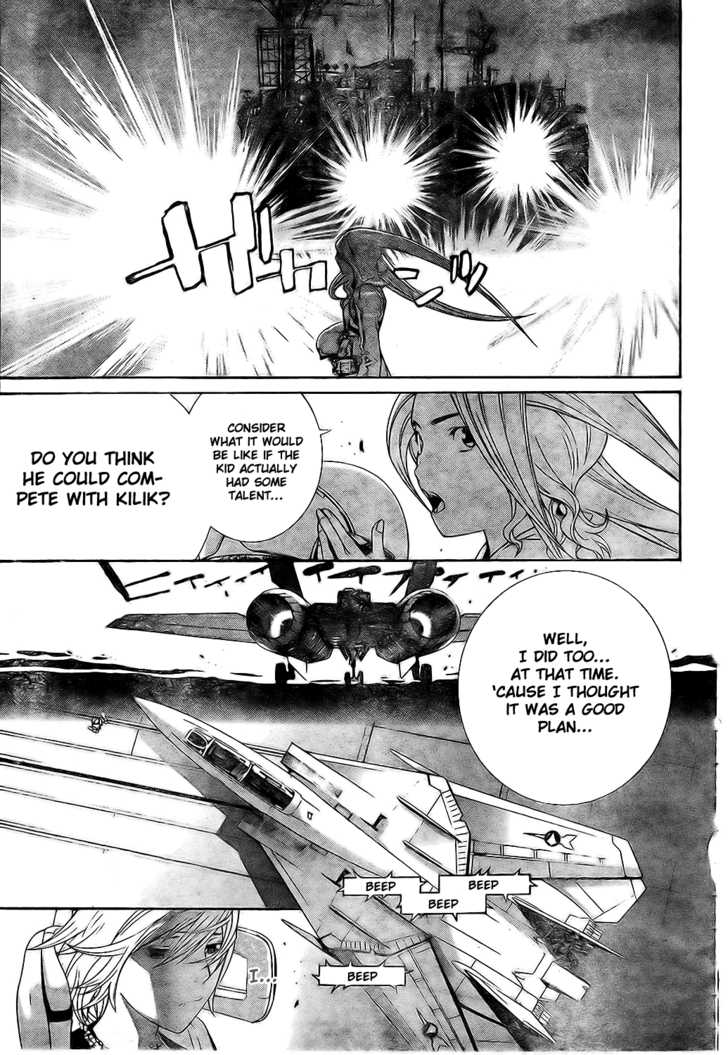 CONSIDER
WHAT IT WOULD
BE LIKE IF THE
KID ACTUALLY
HAD SOME
TALENT...
DO YOU THINK
HE COULD COM-
PETE WITH KILIK?
WELL,
I DID TOO...
AT THAT TIME.
'CAUSE I THOUGHT
IT WAS A GOOD
PLAN...
BEEP
BEEP
BEEP
BEEP
I...